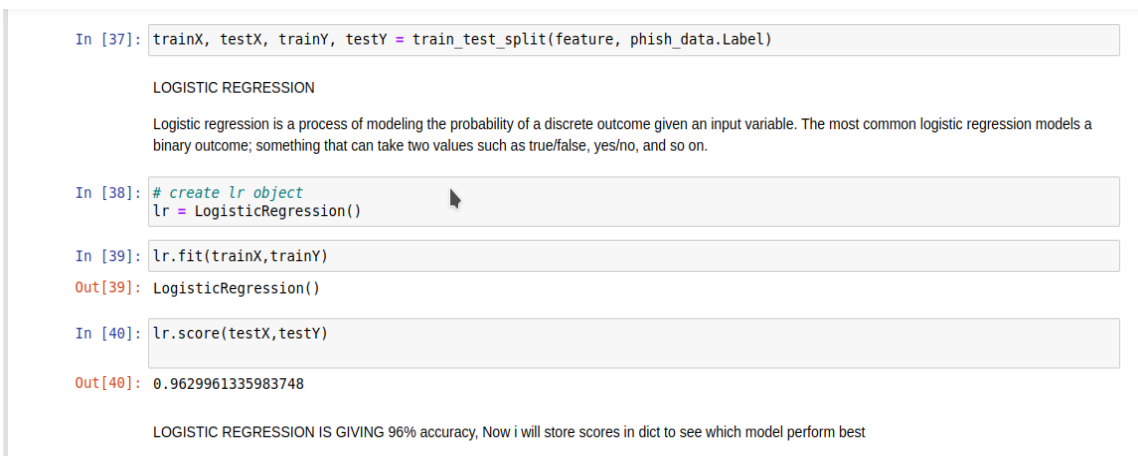 In [37]: trainX, testX, trainY, testY = train_test_split(feature, phish_data.Label)
LOGISTIC REGRESSION
Logistic regression is a process of modeling the probability of a discrete outcome given an input variable. The most common logistic regression models a
binary outcome; something that can take two values such as true/false, yes/no, and so on.
In [38]: # create lr object
lr = LogisticRegression()
In [39]: lr.fit(trainX,trainY)
Out[39]: LogisticRegression()
In [40]: lr.score(testX,testY)
Out[40]: 0.9629961335983748
LOGISTIC REGRESSION IS GIVING 96% accuracy, Now i will store scores in dict to see which model perform best